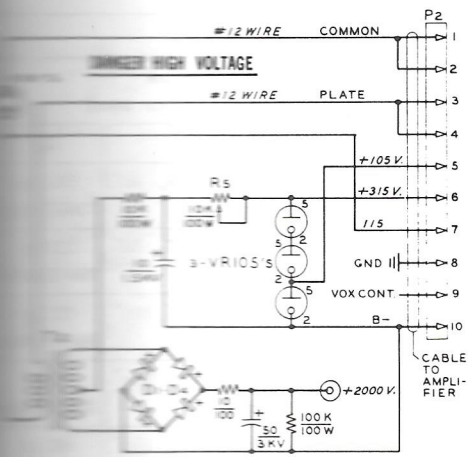 P2
#12 WIRE COMMON 1
2
DANGER HIGH VOLTAGE
#12 WIRE PLATE 3
4
+105 V. 5
+315 V. 6
115 7
GND 8
VOX CONT. 9
B- 10
R5
10K
100W
3-VR105'S
5
2
5
2
5
2
CABLE
TO
AMPLI-
FIER
+2000 V.
D1-D4
10
100
50
3KV
100K
100W